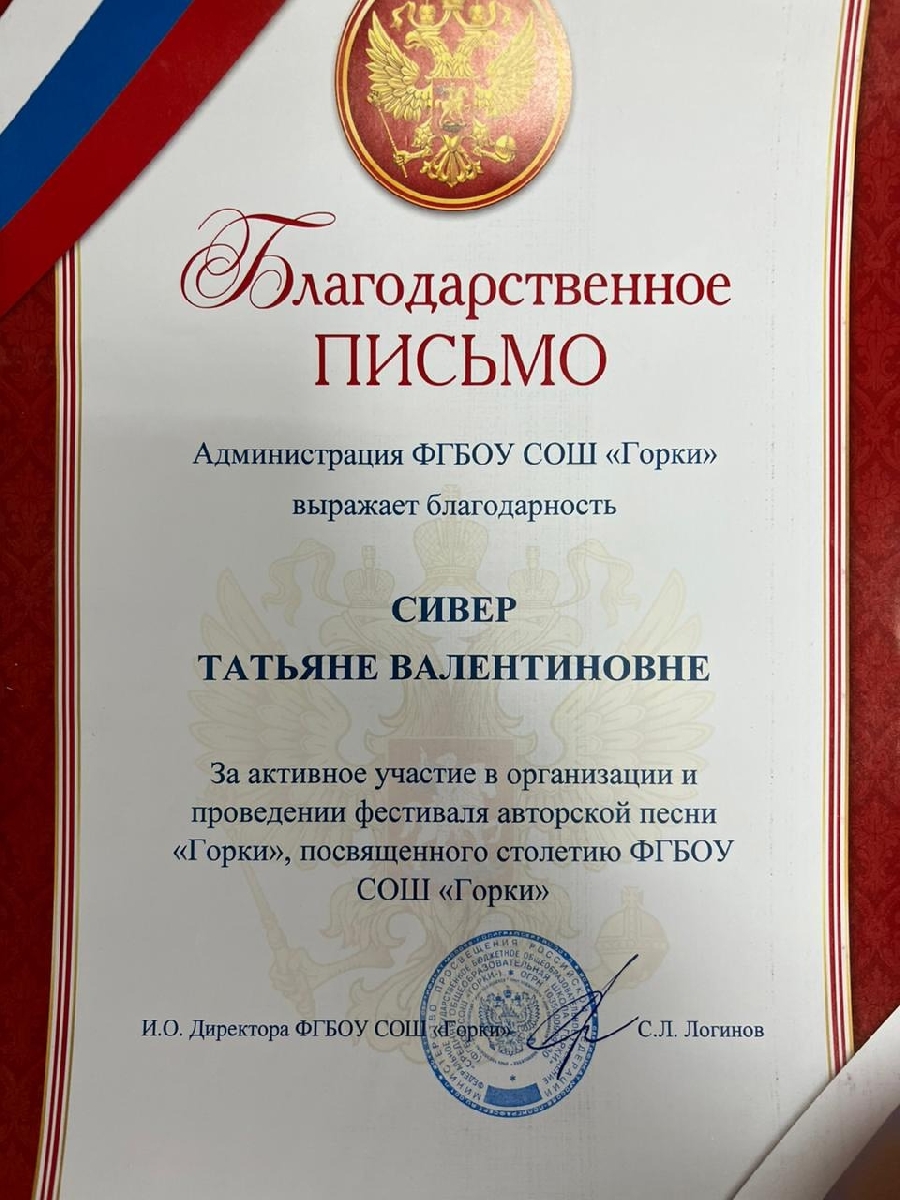 Благодарственное
ПИСЬМО
Администрация ФГБОУ СОШ «Горки»
выражает благодарность
СИВЕР
ТАТЬЯНЕ ВАЛЕНТИНОВНЕ
За активное участие в организации и
проведении фестиваля авторской песни
«Горки», посвященного столетию ФГБОУ
СОШ «Горки»
И.О. Директора ФГБОУ СОШ «Горки»
С.Л. Логинов